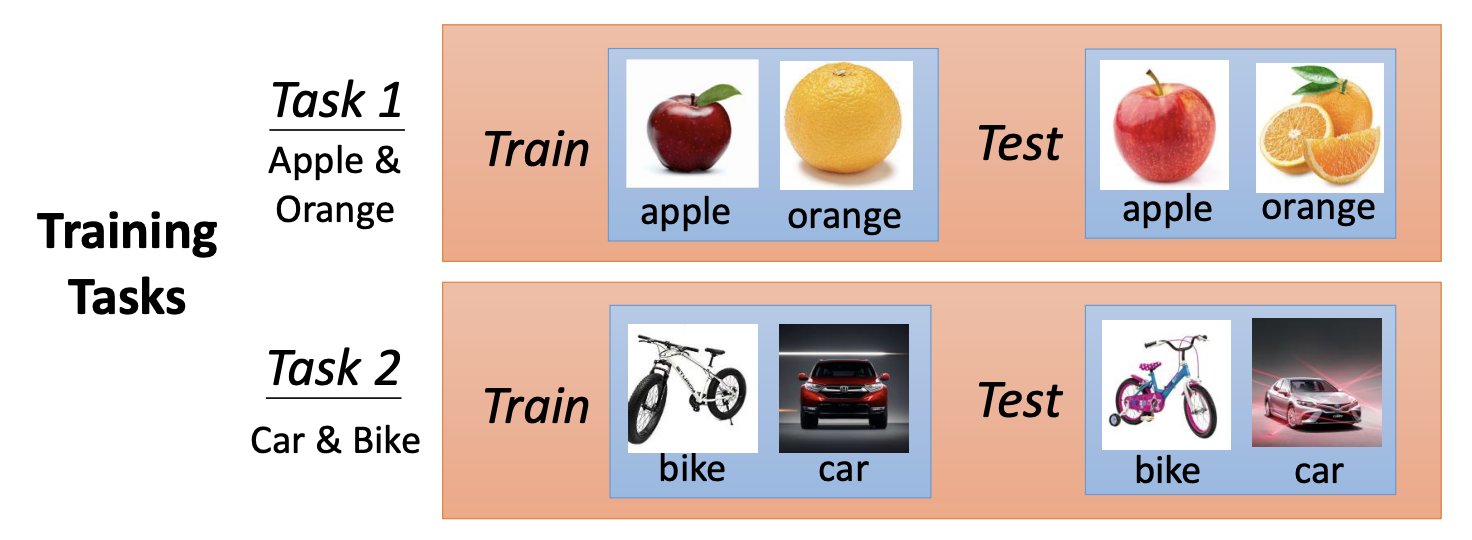 Training
Tasks
Task 1
Apple &
Orange
Train
apple
orange
Test
apple
orange
Task 2
Car & Bike
Train
bike
car
Test
bike
car